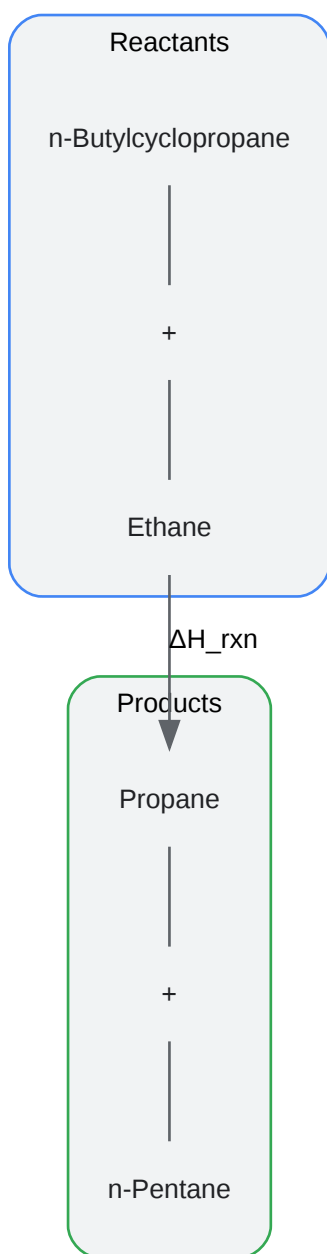 Reactants
n-Butylcyclopropane
+
Ethane
ΔH_rxn
Products
Propane
+
n-Pentane